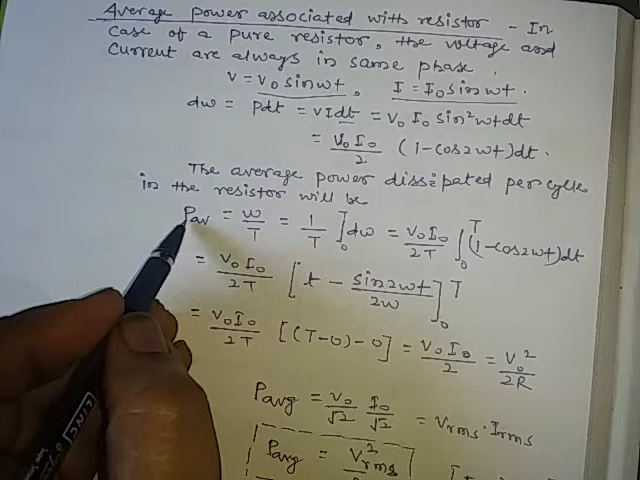 Average power associated with resistor - In
case of a pure resistor, the voltage and
current are always in same phase.
V = V₀ sinωt, I = I₀ sinωt.
dw = Pdt = VIdt = V₀ I₀ sin²ωt dt
= V₀I₀/2 (1 - cos2ωt) dt.
The average power dissipated per cycle
in the resistor will be
Pav = W/T = 1/T ∫₀ᵀ dw = V₀I₀/2T ∫₀ᵀ (1 - cos2ωt) dt
= V₀I₀/2T [t - sin2ωt/2ω]₀ᵀ
= V₀I₀/2T [(T-0) - 0] = V₀I₀/2 = V₀²/2R
Pavg = V₀/√2 I₀/√2 = Vrms · Irms
Pavg = V²rms
LINC